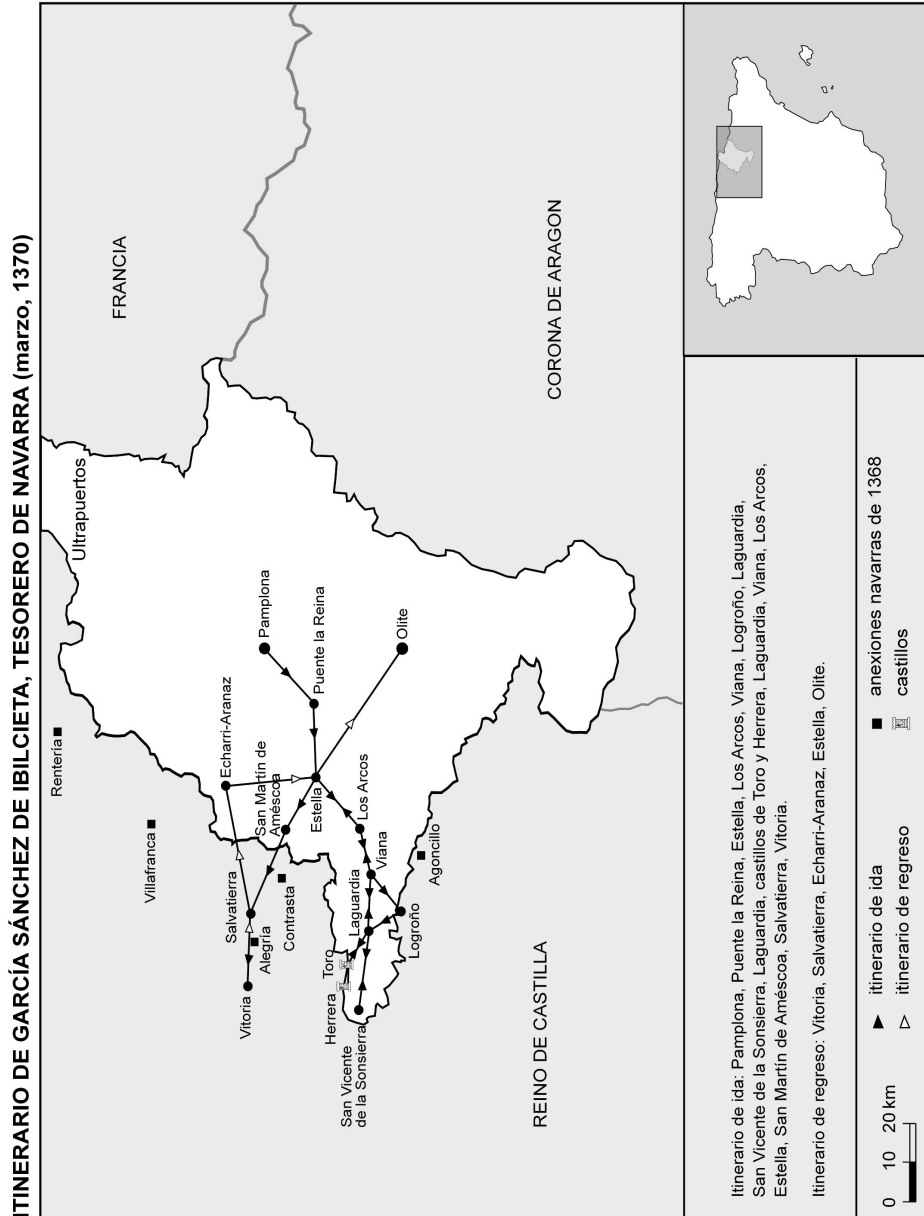 ITINERARIO DE GARCÍA SÁNCHEZ DE IBILCIETA, TESORERO DE NAVARRA (marzo, 1370)
FRANCIA
Ultrapuertos
Rentería
Villafranca
Echarri-Aranaz
Pamplona
San Martín de
Améscoa
Puente la Reina
Salvatierra
Alegría
Vitoria
Contrasta
Estella
Olite
Los Arcos
Viana
Laguardia
Toro
Herrera
San Vicente
de la Sonsierra
Logroño
Agoncillo
REINO DE CASTILLA
CORONA DE ARAGON
Itinerario de ida: Pamplona, Puente la Reina, Estella, Los Arcos, Viana, Logroño, Laguardia,
San Vicente de la Sonsierra, Laguardia, castillos de Toro y Herrera, Laguardia, Viana, Los Arcos,
Estella, San Martín de Améscoa, Salvatierra, Vitoria.
Itinerario de regreso: Vitoria, Salvatierra, Echarri-Aranaz, Estella, Olite.
0 10 20 km
itinerario de ida
itinerario de regreso
anexiones navarras de 1368
castillos